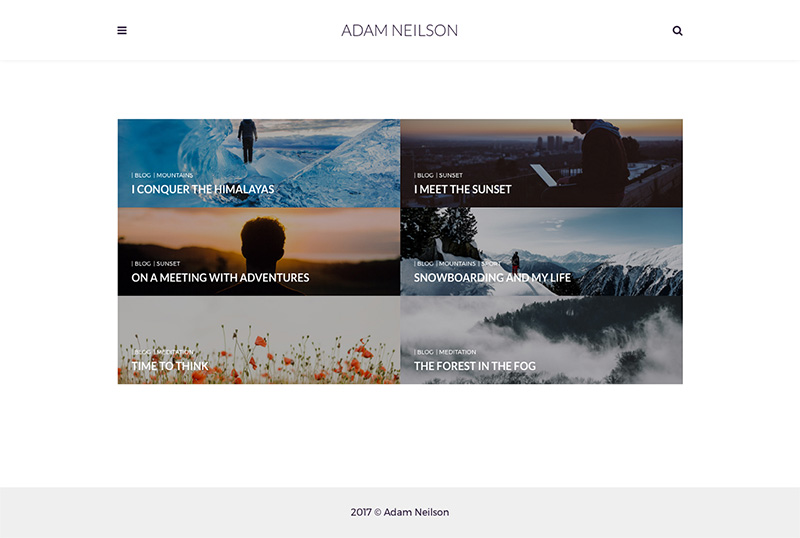 ADAM NEILSON
| BLOG | MOUNTAINS
I CONQUER THE HIMALAYAS
| BLOG | SUNSET
I MEET THE SUNSET
| BLOG | SUNSET
ON A MEETING WITH ADVENTURES
| BLOG | MOUNTAINS | SPORT
SNOWBOARDING AND MY LIFE
| BLOG | MEDITATION
TIME TO THINK
| BLOG | MEDITATION
THE FOREST IN THE FOG
2017 © Adam Neilson